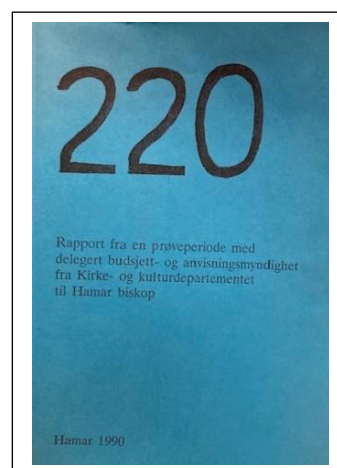 220
Rapport fra en prøveperiode med
delegert budsjett- og anvisningsmyndighet
fra Kirke- og kulturdepartementet
til Hamar biskop
Hamar 1990